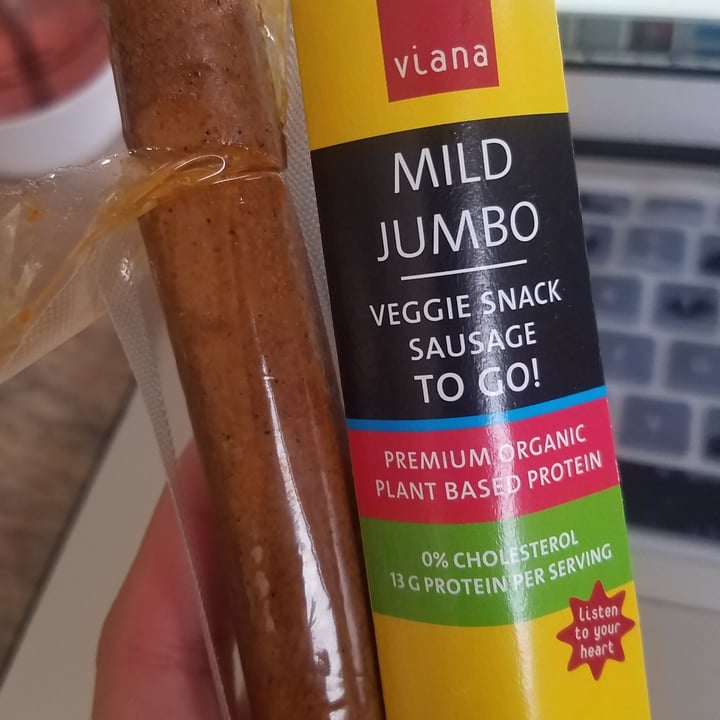 viana
MILD
JUMBO
VEGGIE SNACK
SAUSAGE
TO GO!
PREMIUM ORGANIC
PLANT BASED PROTEIN
0% CHOLESTEROL
13 G PROTEIN PER SERVING
listen
to your
heart